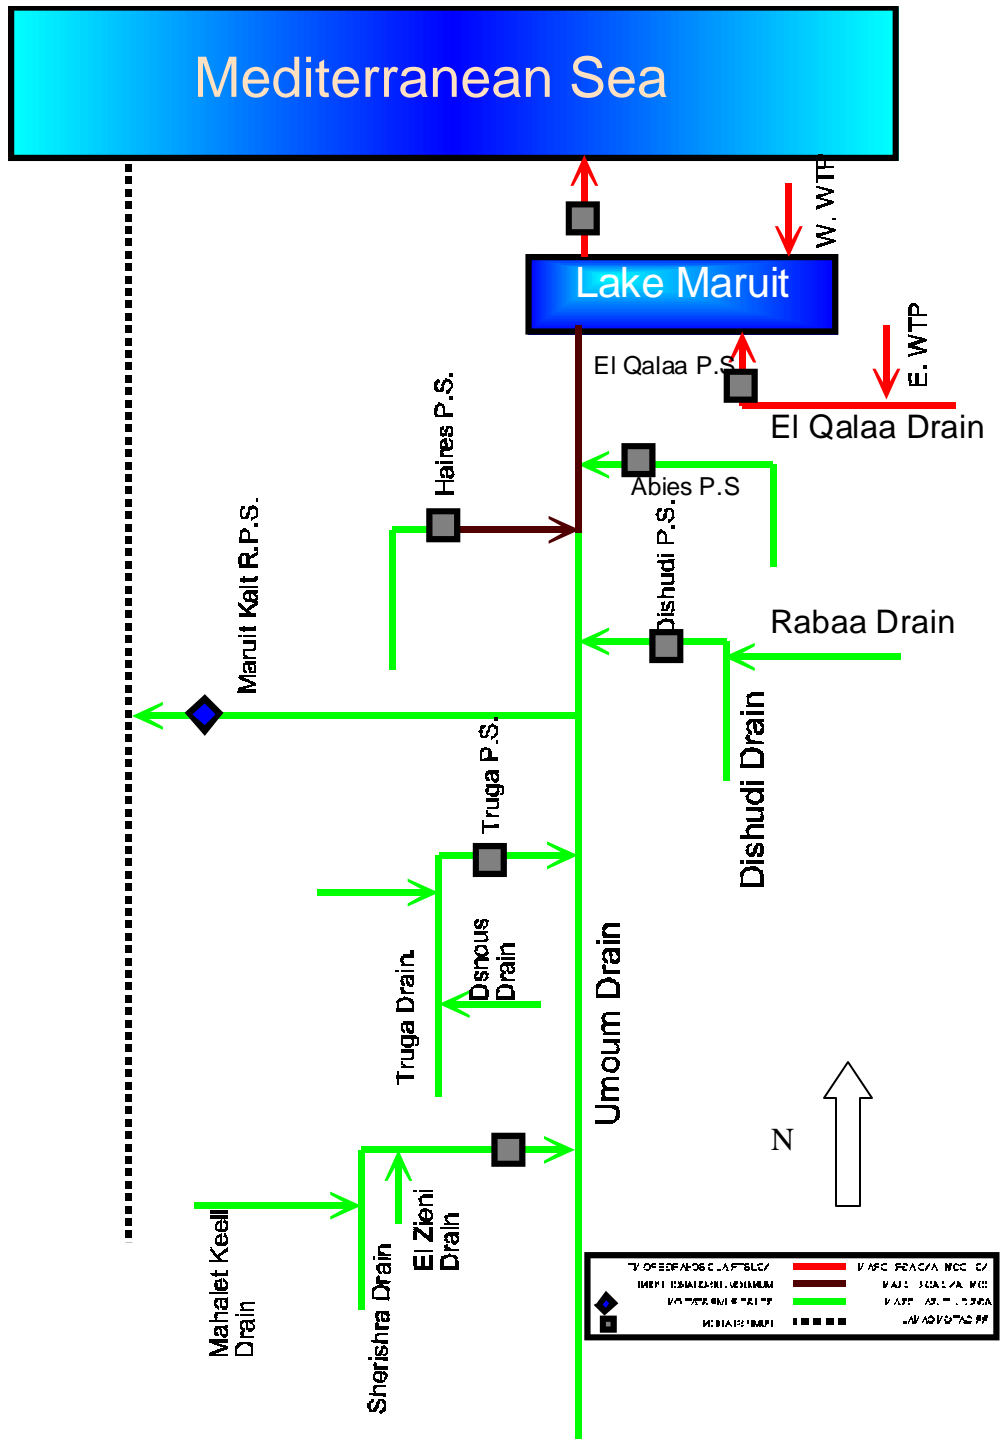 Mediterranean Sea
W. WTP
Lake Maruit
E. WTP
El Qalaa P.S
El Qalaa Drain
Haires P.S.
Abies P.S
Dishudi P.S.
Maruit Kalt R.P.S.
Rabaa Drain
Truga P.S.
Dishudi Drain
Dsnous
Drain
Truga Drain.
Umoum Drain
N
El Zieni
Drain
Mahalet Keell
Drain
Sherishra Drain